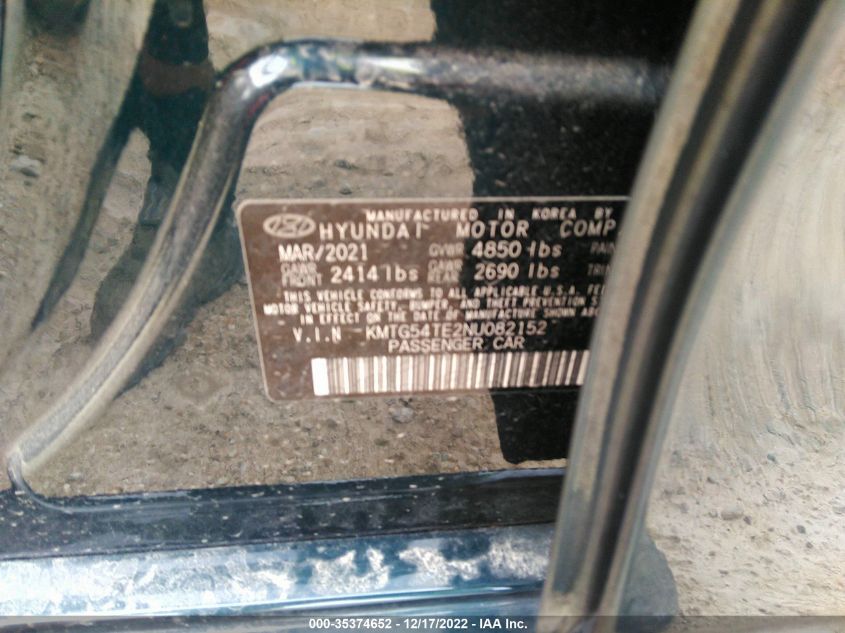 MANUFACTURED IN KOREA BY
HYUNDAI MOTOR COMP
MAR/2021 GVWR 4850 lbs PAIN
GAWR FRONT 2414 lbs GAWR 2690 lbs TRIM
THIS VEHICLE CONFORMS TO ALL APPLICABLE U.S.A. FE
MOTOR VEHICLE SAFETY, BUMPER, AND THEFT PREVENTION S
IN EFFECT ON THE DATE OF MANUFACTURE SHOWN ABO
V.I.N KMTG54TE2NU082152
PASSENGER CAR
000-35374652 - 12/17/2022 - IAA Inc.